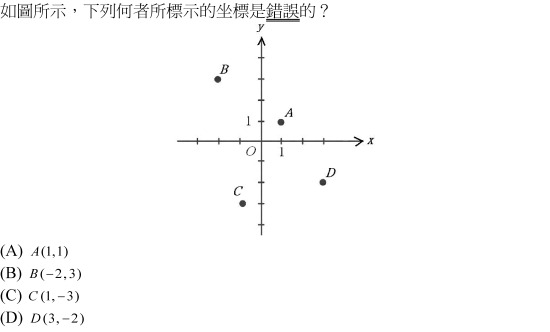 如圖所示，下列何者所標示的坐標是錯誤的？
y
B
A
1
x
O
1
D
C
(A) A(1,1)
(B) B(−2,3)
(C) C(1,−3)
(D) D(3,−2)